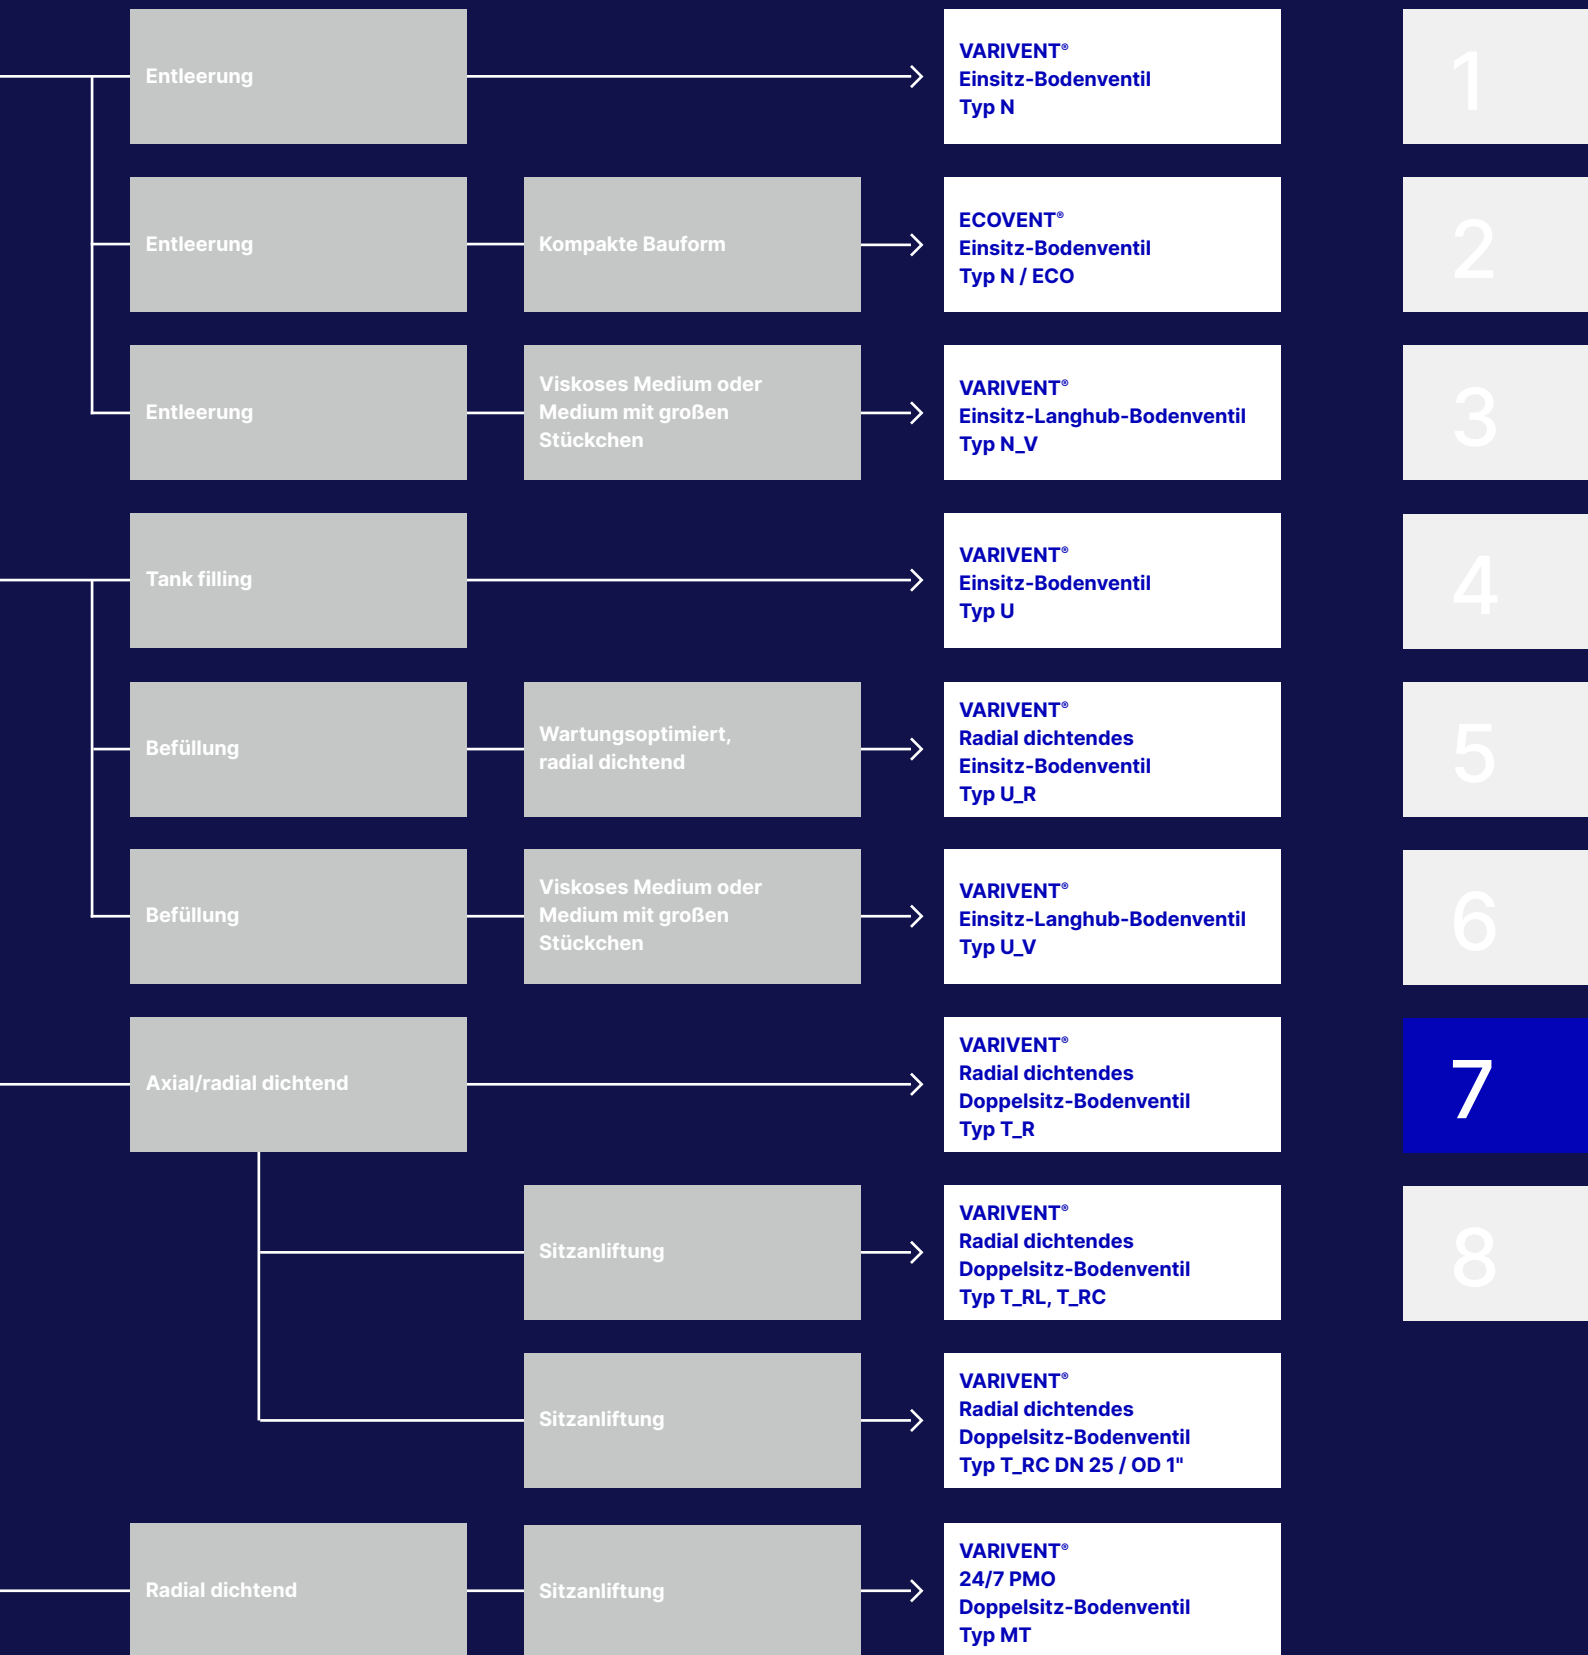 Entleerung
VARIVENT®
Einsitz-Bodenventil
Typ N
1
Entleerung
Kompakte Bauform
ECOVENT®
Einsitz-Bodenventil
Typ N / ECO
2
Entleerung
Viskoses Medium oder
Medium mit großen
Stückchen
VARIVENT®
Einsitz-Langhub-Bodenventil
Typ N_V
3
Tank filling
VARIVENT®
Einsitz-Bodenventil
Typ U
4
Befüllung
Wartungsoptimiert,
radial dichtend
VARIVENT®
Radial dichtendes
Einsitz-Bodenventil
Typ U_R
5
Befüllung
Viskoses Medium oder
Medium mit großen
Stückchen
VARIVENT®
Einsitz-Langhub-Bodenventil
Typ U_V
6
Axial/radial dichtend
VARIVENT®
Radial dichtendes
Doppelsitz-Bodenventil
Typ T_R
7
Sitzanliftung
VARIVENT®
Radial dichtendes
Doppelsitz-Bodenventil
Typ T_RL, T_RC
8
Sitzanliftung
VARIVENT®
Radial dichtendes
Doppelsitz-Bodenventil
Typ T_RC DN 25 / OD 1"
Radial dichtend
Sitzanliftung
VARIVENT®
24/7 PMO
Doppelsitz-Bodenventil
Typ MT